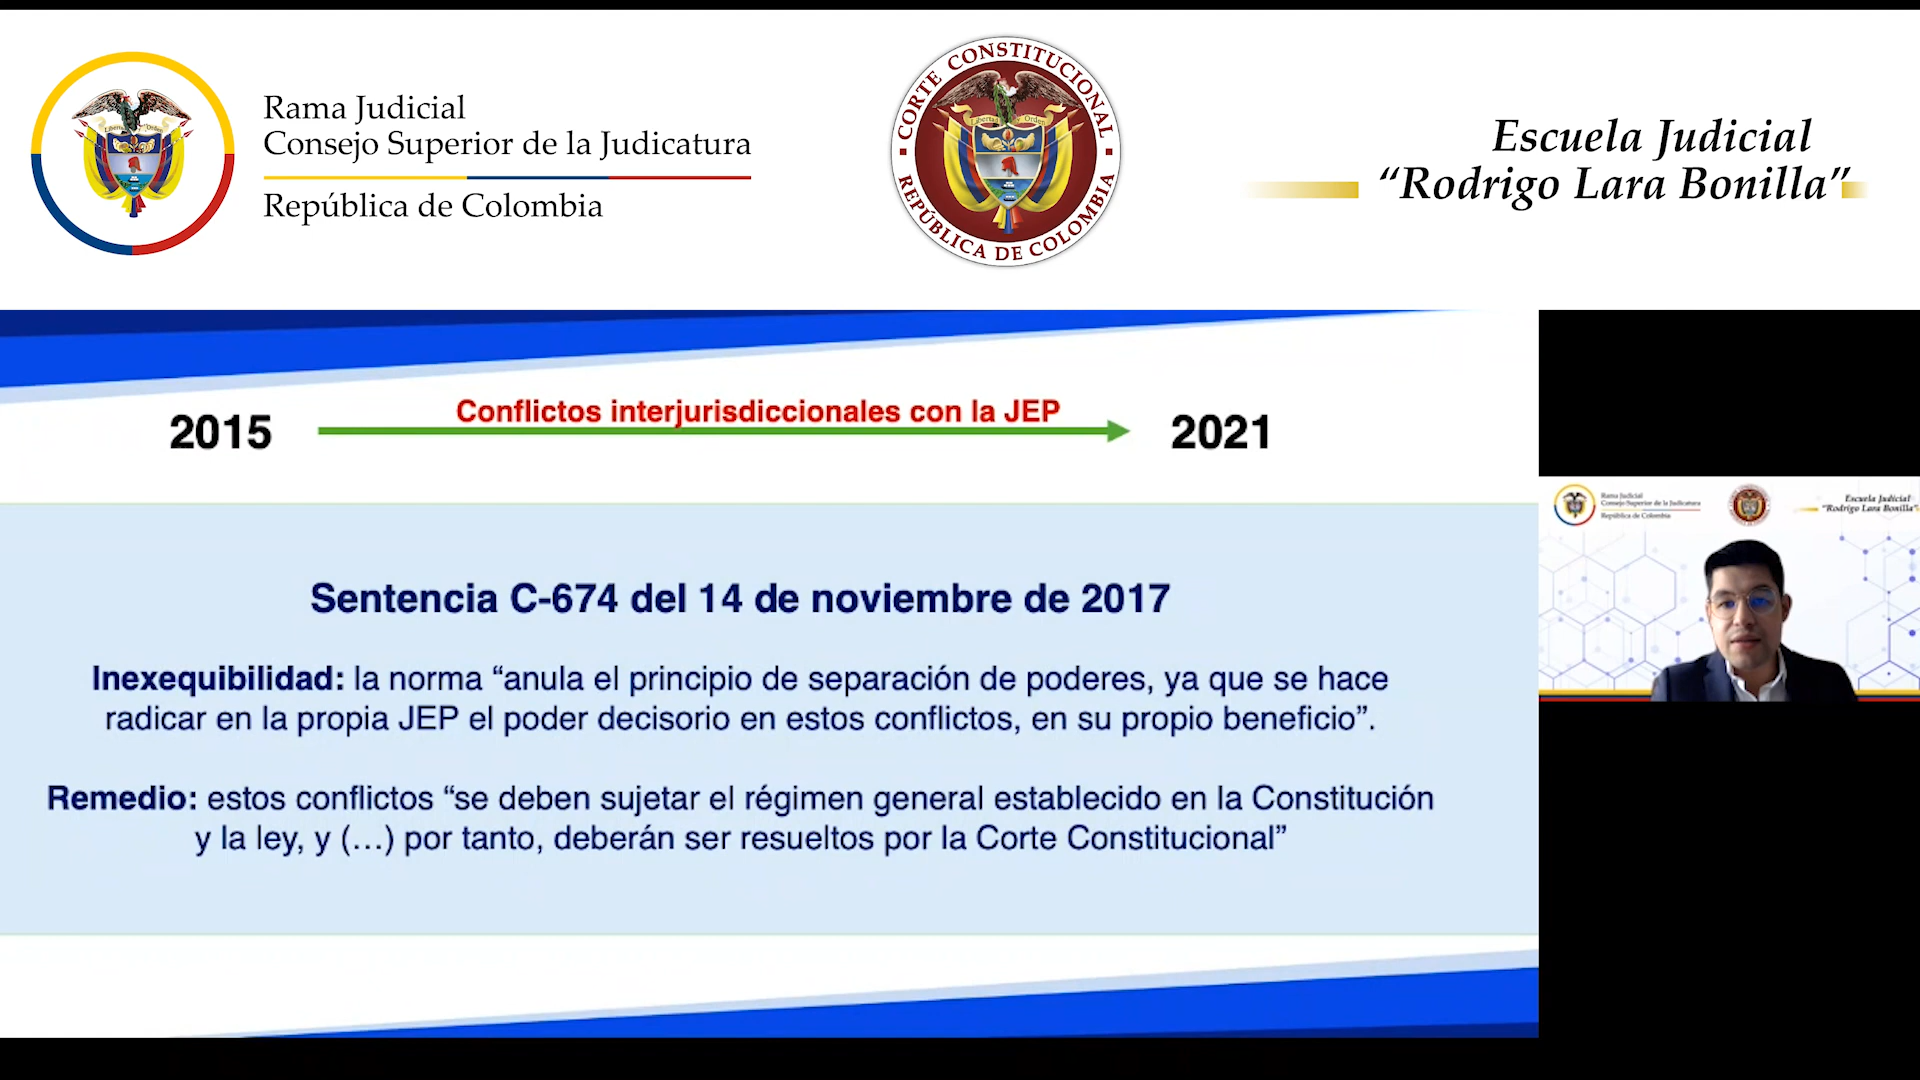 Rama Judicial
Consejo Superior de la Judicatura
República de Colombia
Libertad y Orden
CORTE CONSTITUCIONAL
REPÚBLICA DE COLOMBIA
Libertad y Orden
Escuela Judicial
“Rodrigo Lara Bonilla”
2015
Conflictos interjurisdiccionales con la JEP
2021
Sentencia C-674 del 14 de noviembre de 2017
Inexequibilidad: la norma “anula el principio de separación de poderes, ya que se hace
radicar en la propia JEP el poder decisorio en estos conflictos, en su propio beneficio”.
Remedio: estos conflictos “se deben sujetar el régimen general establecido en la Constitución
y la ley, y (…) por tanto, deberán ser resueltos por la Corte Constitucional”
Rama Judicial
Consejo Superior de la Judicatura
República de Colombia
Escuela Judicial
“Rodrigo Lara Bonilla”